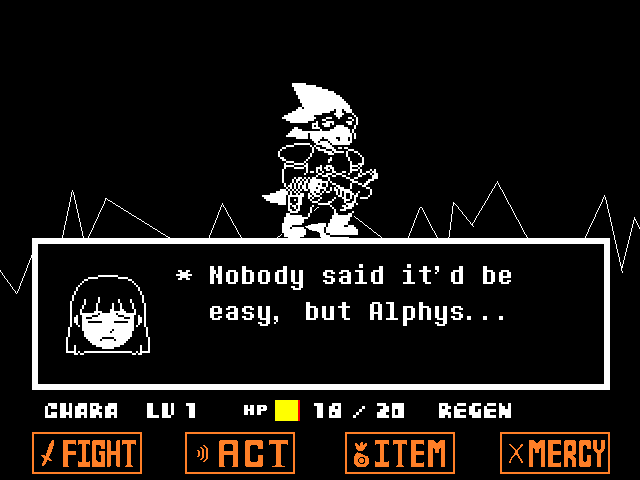 * Nobody said it'd be
easy, but Alphys...
CHARA LV 1 HP 18 / 20 REGEN
FIGHT ACT ITEM MERCY